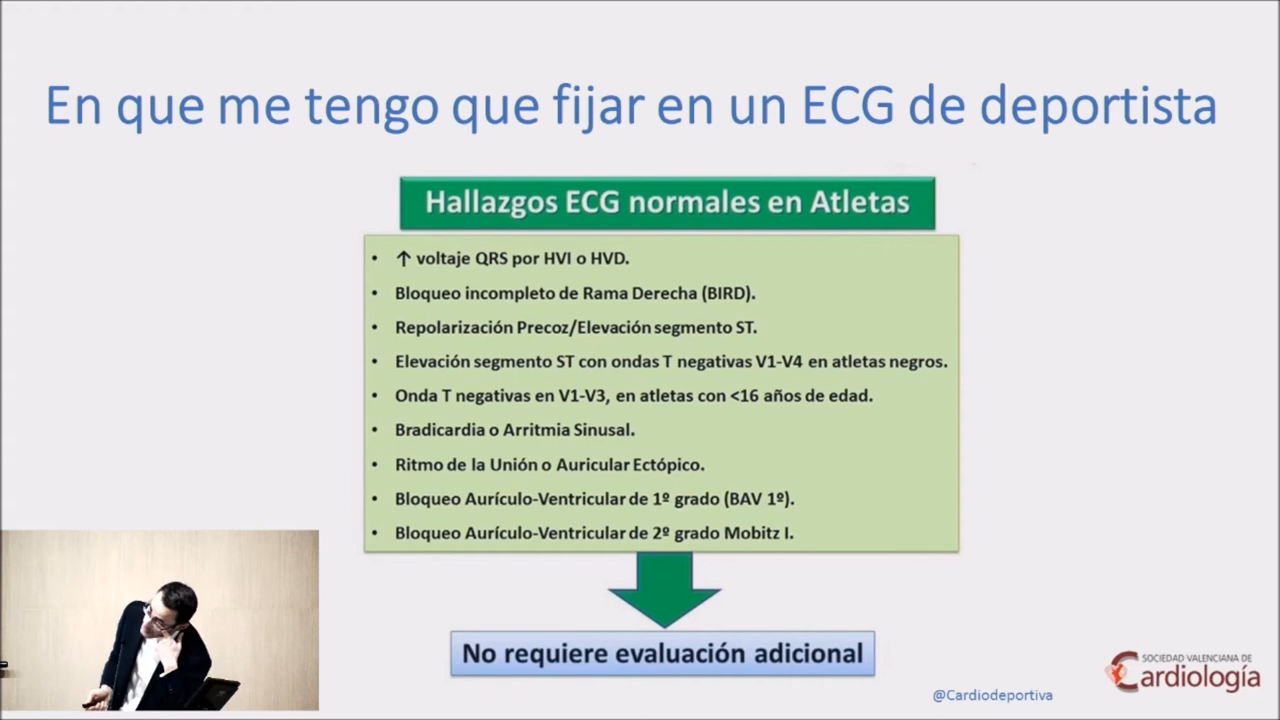 En que me tengo que fijar en un ECG de deportista
Hallazgos ECG normales en Atletas
• ↑ voltaje QRS por HVI o HVD.
• Bloqueo incompleto de Rama Derecha (BIRD).
• Repolarización Precoz/Elevación segmento ST.
• Elevación segmento ST con ondas T negativas V1-V4 en atletas negros.
• Onda T negativas en V1-V3, en atletas con <16 años de edad.
• Bradicardia o Arritmia Sinusal.
• Ritmo de la Unión o Auricular Ectópico.
• Bloqueo Aurículo-Ventricular de 1º grado (BAV 1º).
• Bloqueo Aurículo-Ventricular de 2º grado Mobitz I.
No requiere evaluación adicional
@Cardiodeportiva
SOCIEDAD VALENCIANA DE
Cardiología